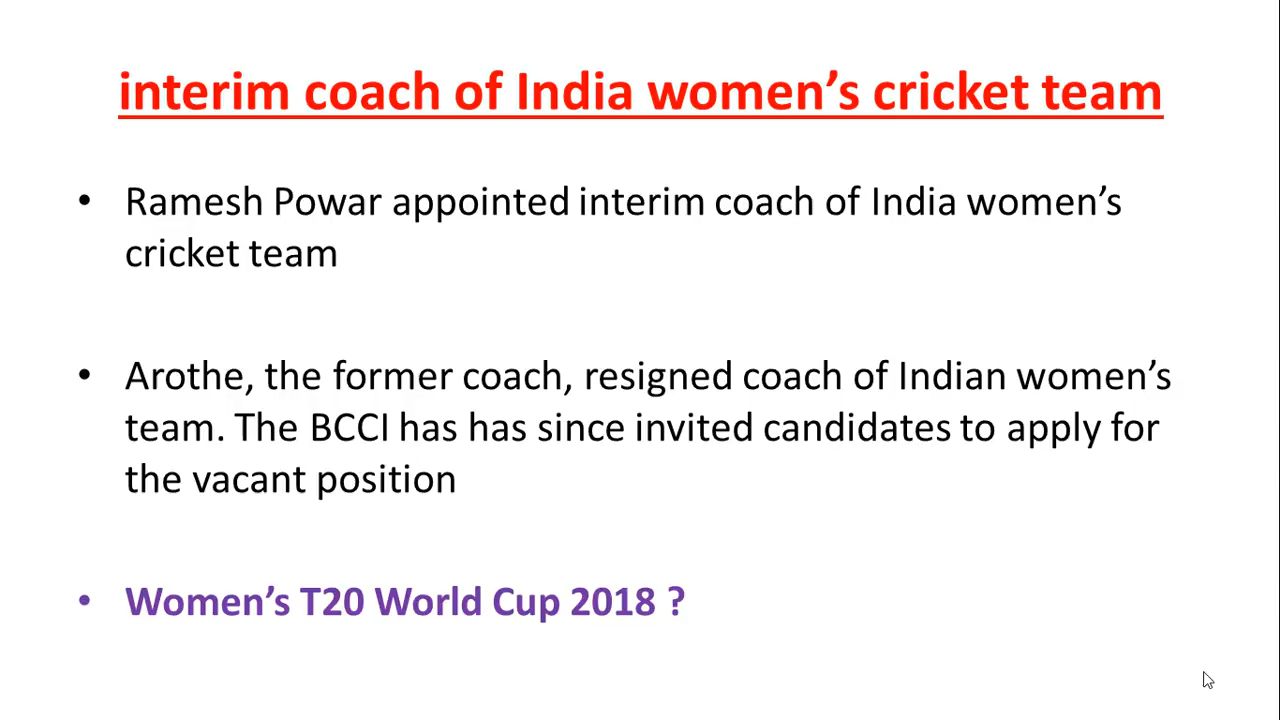 interim coach of India women’s cricket team
• Ramesh Powar appointed interim coach of India women’s
cricket team
• Arothe, the former coach, resigned coach of Indian women’s
team. The BCCI has has since invited candidates to apply for
the vacant position
• Women’s T20 World Cup 2018 ?